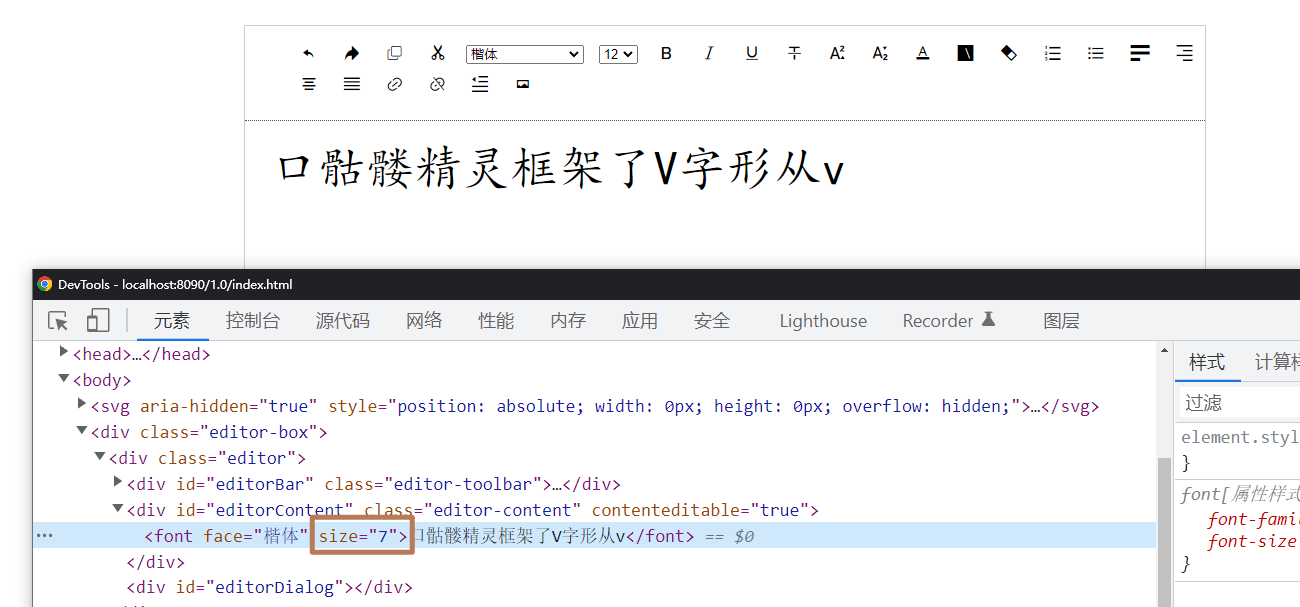 楷体 12 B I U T A² A₂ A
口骷髅精灵框架了V字形从v
DevTools - localhost:8090/1.0/index.html
元素 控制台 源代码 网络 性能 内存 应用 安全 Lighthouse Recorder 图层
<head>…</head>
<body>
样式 计算样
<svg aria-hidden="true" style="position: absolute; width: 0px; height: 0px; overflow: hidden;">…</svg>
过滤
<div class="editor-box">
element.styl
<div class="editor">
}
<div id="editorBar" class="editor-toolbar">…</div>
font[属性样式
<div id="editorContent" class="editor-content" contenteditable="true">
font-fami
<font face="楷体" size="7">口骷髅精灵框架了V字形从v</font> == $0
font-size
</div>
}
<div id="editorDialog"></div>